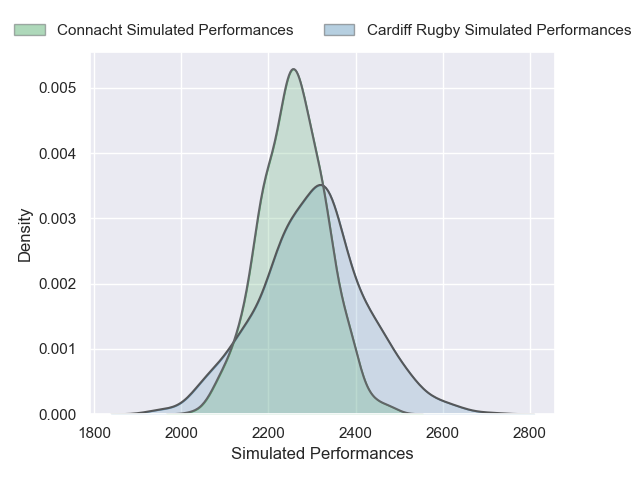 Connacht Simulated Performances Cardiff Rugby Simulated Performances
0.005
0.004
0.003
0.002
0.001
0.000
Density
1800 2000 2200 2400 2600 2800
Simulated Performances